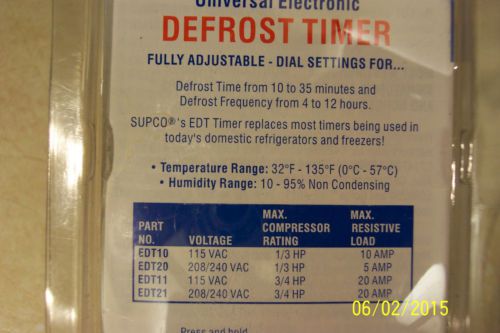 Universal Electronic
DEFROST TIMER
FULLY ADJUSTABLE - DIAL SETTINGS FOR...
Defrost Time from 10 to 35 minutes and
Defrost Frequency from 4 to 12 hours.
SUPCO®'s EDT Timer replaces most timers being used in
today's domestic refrigerators and freezers!
• Temperature Range: 32°F - 135°F (0°C - 57°C)
• Humidity Range: 10 - 95% Non Condensing
PART NO. VOLTAGE MAX. COMPRESSOR RATING MAX. RESISTIVE LOAD
EDT10 115 VAC 1/3 HP 10 AMP
EDT20 208/240 VAC 1/3 HP 5 AMP
EDT11 115 VAC 3/4 HP 20 AMP
EDT21 208/240 VAC 3/4 HP 20 AMP
Press and hold
06/02/2015